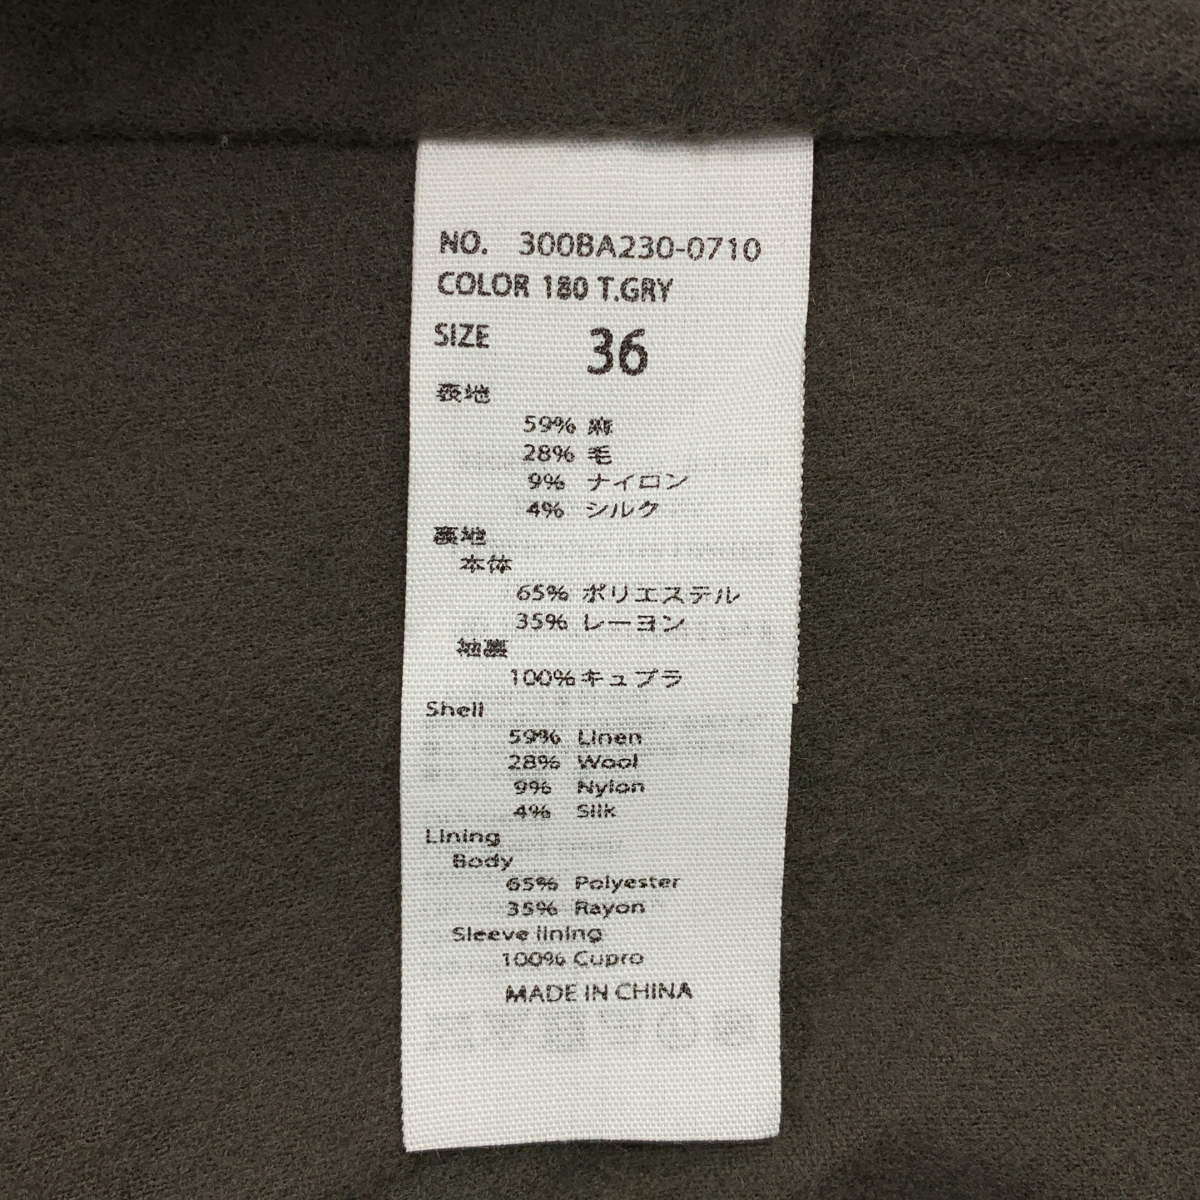 NO. 300BA230-0710
COLOR 180 T.GRY
SIZE 36
表地
59% 麻
28% 毛
9% ナイロン
4% シルク
裏地
本体
65% ポリエステル
35% レーヨン
袖裏
100% キュプラ
Shell
59% Linen
28% Wool
9% Nylon
4% Silk
Lining
Body
65% Polyester
35% Rayon
Sleeve lining
100% Cupro
MADE IN CHINA